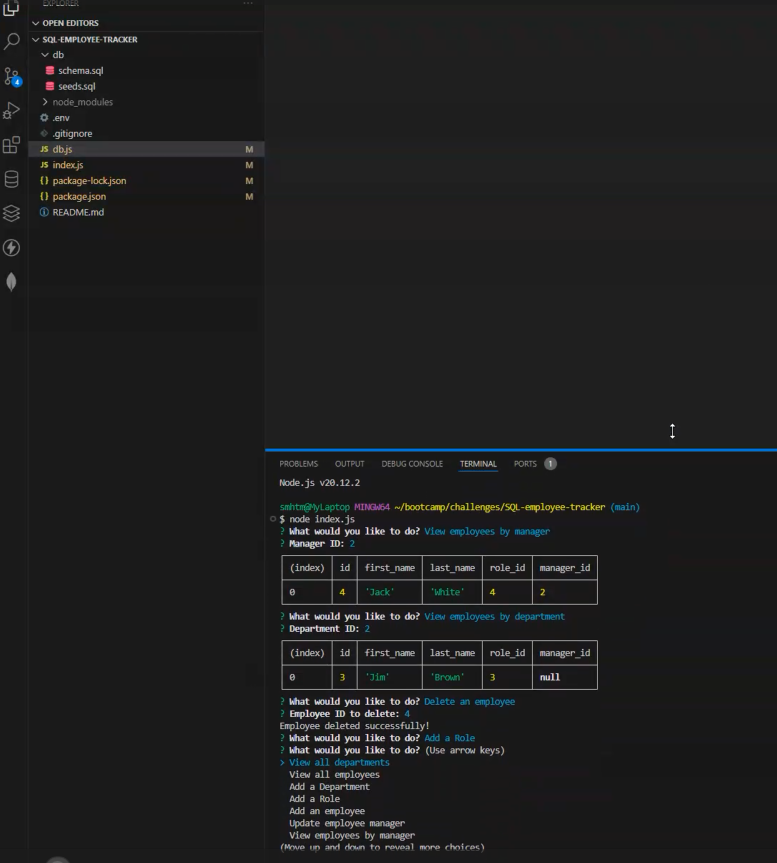 EXPLORER
OPEN EDITORS
SQL-EMPLOYEE-TRACKER
db
schema.sql
seeds.sql
node_modules
.env
.gitignore
JS db.js M
JS index.js M
{} package-lock.json M
{} package.json M
README.md
4
PROBLEMS OUTPUT DEBUG CONSOLE TERMINAL PORTS 1
Node.js v20.12.2
smhtm@MyLaptop MINGW64 ~/bootcamp/challenges/SQL-employee-tracker (main)
$ node index.js
? What would you like to do? View employees by manager
? Manager ID: 2
(index) id first_name last_name role_id manager_id
0 4 'Jack' 'White' 4 2
? What would you like to do? View employees by department
? Department ID: 2
(index) id first_name last_name role_id manager_id
0 3 'Jim' 'Brown' 3 null
? What would you like to do? Delete an employee
? Employee ID to delete: 4
Employee deleted successfully!
? What would you like to do? Add a Role
? What would you like to do? (Use arrow keys)
> View all departments
View all employees
Add a Department
Add a Role
Add an employee
Update employee manager
View employees by manager
(Move up and down to reveal more choices)